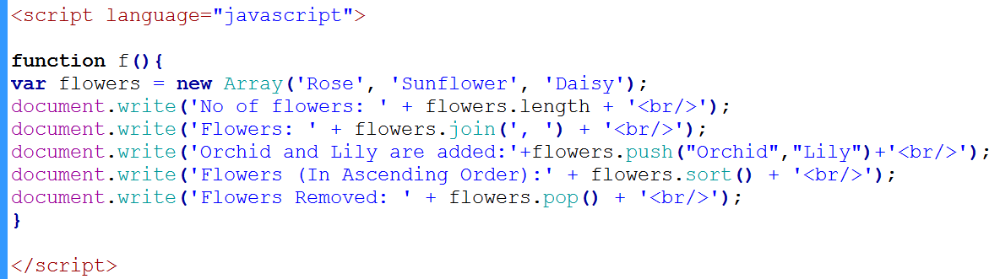 <script language="javascript">
function f(){
var flowers = new Array('Rose', 'Sunflower', 'Daisy');
document.write('No of flowers: ' + flowers.length + '<br/>');
document.write('Flowers: ' + flowers.join(', ') + '<br/>');
document.write('Orchid and Lily are added:'+flowers.push("Orchid","Lily")+'<br/>');
document.write('Flowers (In Ascending Order):' + flowers.sort() + '<br/>');
document.write('Flowers Removed: ' + flowers.pop() + '<br/>');
}
</script>